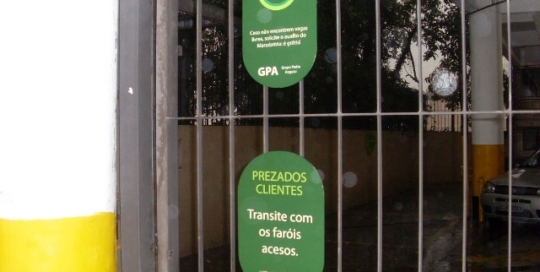 Caso não encontrem vagas
livres, solicite o auxílio do
Manobrista é grátis!
GPA
PREZADOS
CLIENTES
Transite com
os faróis
acesos.